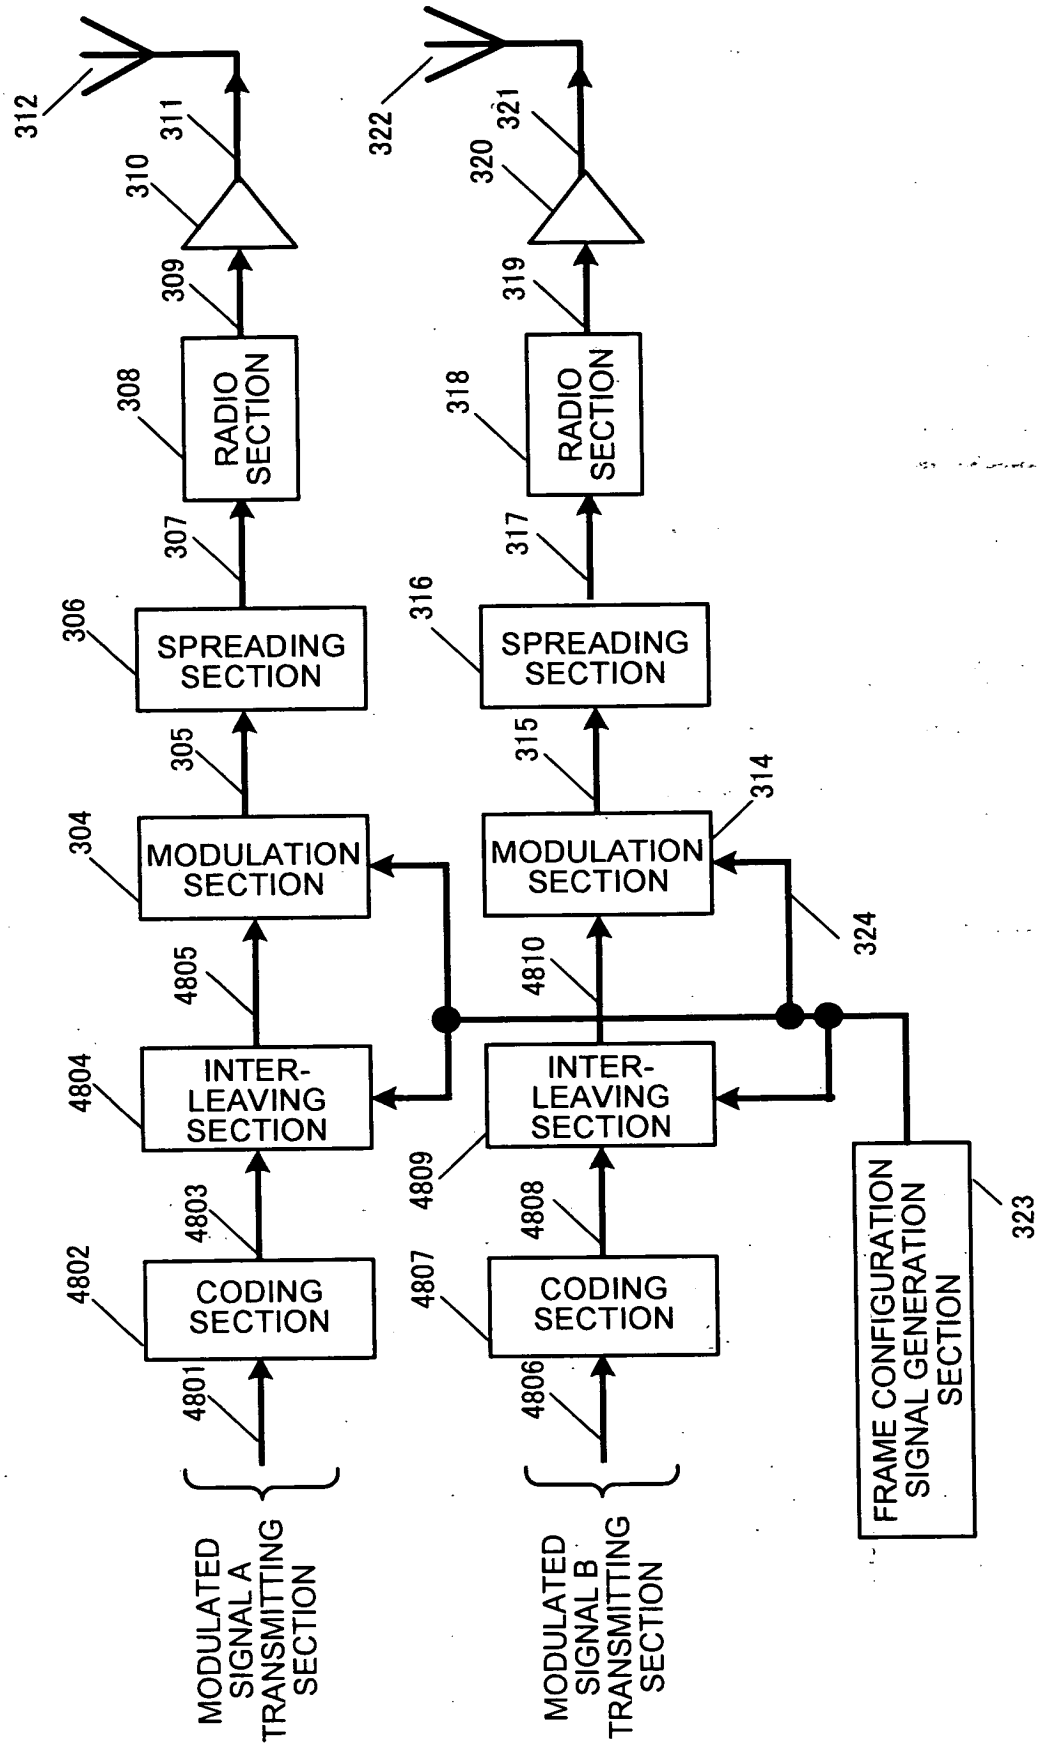 MODULATED
SIGNAL A
TRANSMITTING
SECTION
4801
4802
CODING
SECTION
4803
4804
INTER-
LEAVING
SECTION
4805
304
MODULATION
SECTION
305
306
SPREADING
SECTION
307
308
RADIO
SECTION
309
310
311
312
MODULATED
SIGNAL B
TRANSMITTING
SECTION
4806
4807
CODING
SECTION
4808
4809
INTER-
LEAVING
SECTION
4810
314
MODULATION
SECTION
315
316
SPREADING
SECTION
317
318
RADIO
SECTION
319
320
321
322
324
FRAME CONFIGURATION
SIGNAL GENERATION
SECTION
323